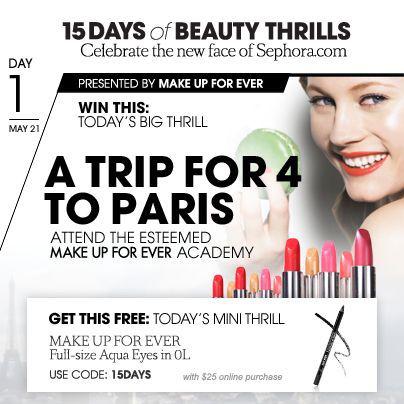 15 DAYS of BEAUTY THRILLS
Celebrate the new face of Sephora.com
DAY
1
MAY 21
PRESENTED BY MAKE UP FOR EVER
WIN THIS:
TODAY'S BIG THRILL
A TRIP FOR 4
TO PARIS
ATTEND THE ESTEEMED
MAKE UP FOR EVER ACADEMY
GET THIS FREE: TODAY'S MINI THRILL
MAKE UP FOR EVER
Full-size Aqua Eyes in 0L
USE CODE: 15DAYS
with $25 online purchase